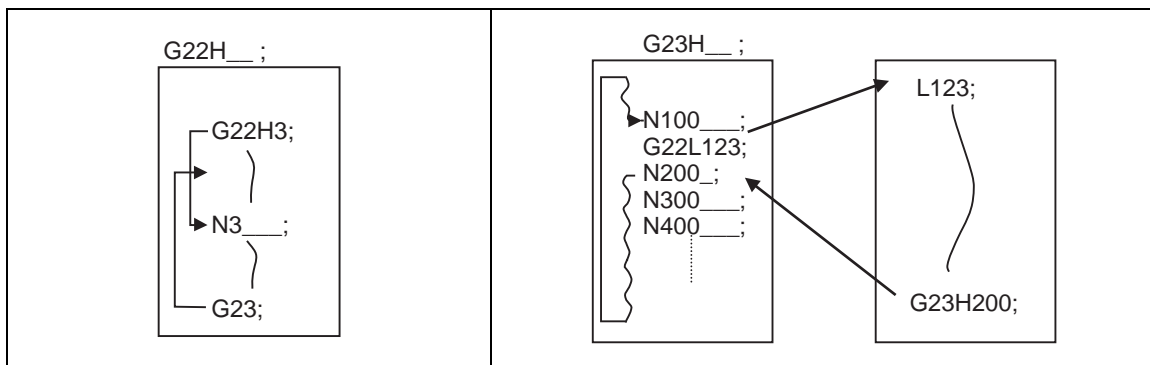 G22H__ ;
G22H3;
N3___;
G23;
G23H__ ;
N100___;
G22L123;
N200_;
N300___;
N400___;
L123;
G23H200;